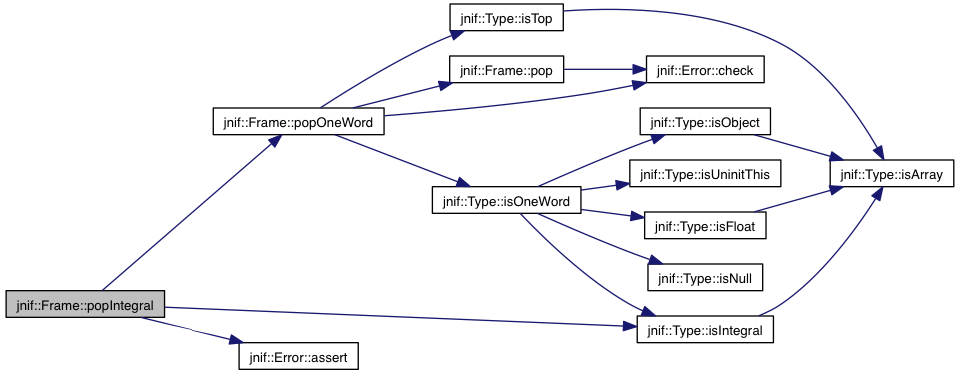 jnif::Type::isTop
jnif::Frame::pop
jnif::Error::check
jnif::Frame::popOneWord
jnif::Type::isObject
jnif::Type::isUninitThis
jnif::Type::isArray
jnif::Type::isOneWord
jnif::Type::isFloat
jnif::Type::isNull
jnif::Frame::popIntegral
jnif::Type::isIntegral
jnif::Error::assert